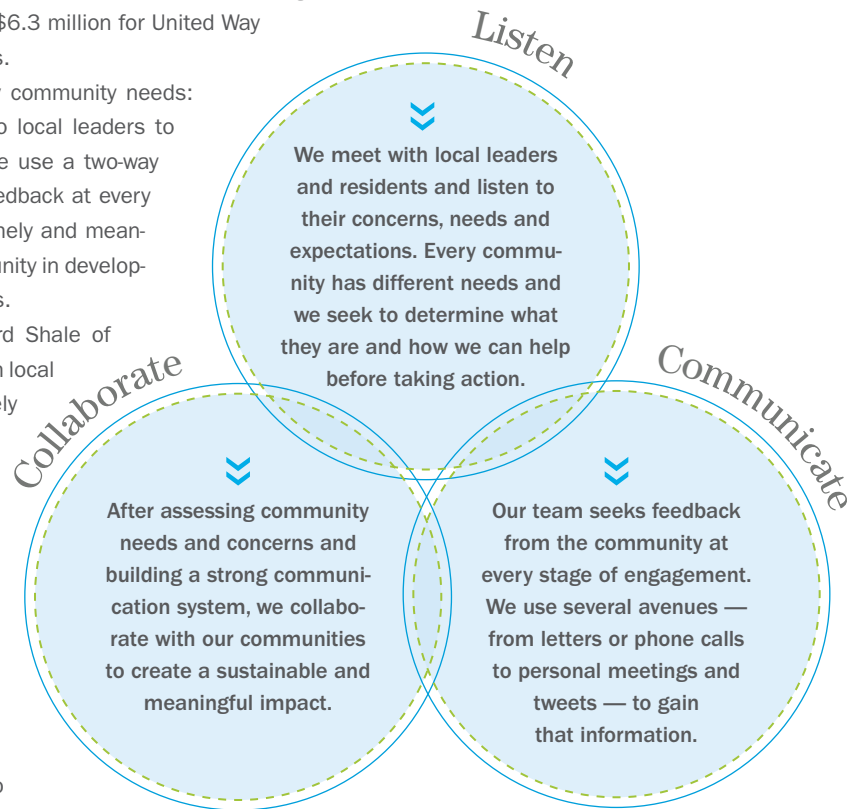 $6.3 million for United Way
s.
community needs:
o local leaders to
e use a two-way
edback at every
nely and mean-
unity in develop-
s.
rd Shale of
n local
ely
o
Listen
We meet with local leaders
and residents and listen to
their concerns, needs and
expectations. Every commu-
nity has different needs and
we seek to determine what
they are and how we can help
before taking action.
Collaborate
After assessing community
needs and concerns and
building a strong communi-
cation system, we collabo-
rate with our communities
to create a sustainable and
meaningful impact.
Communicate
Our team seeks feedback
from the community at
every stage of engagement.
We use several avenues —
from letters or phone calls
to personal meetings and
tweets — to gain
that information.